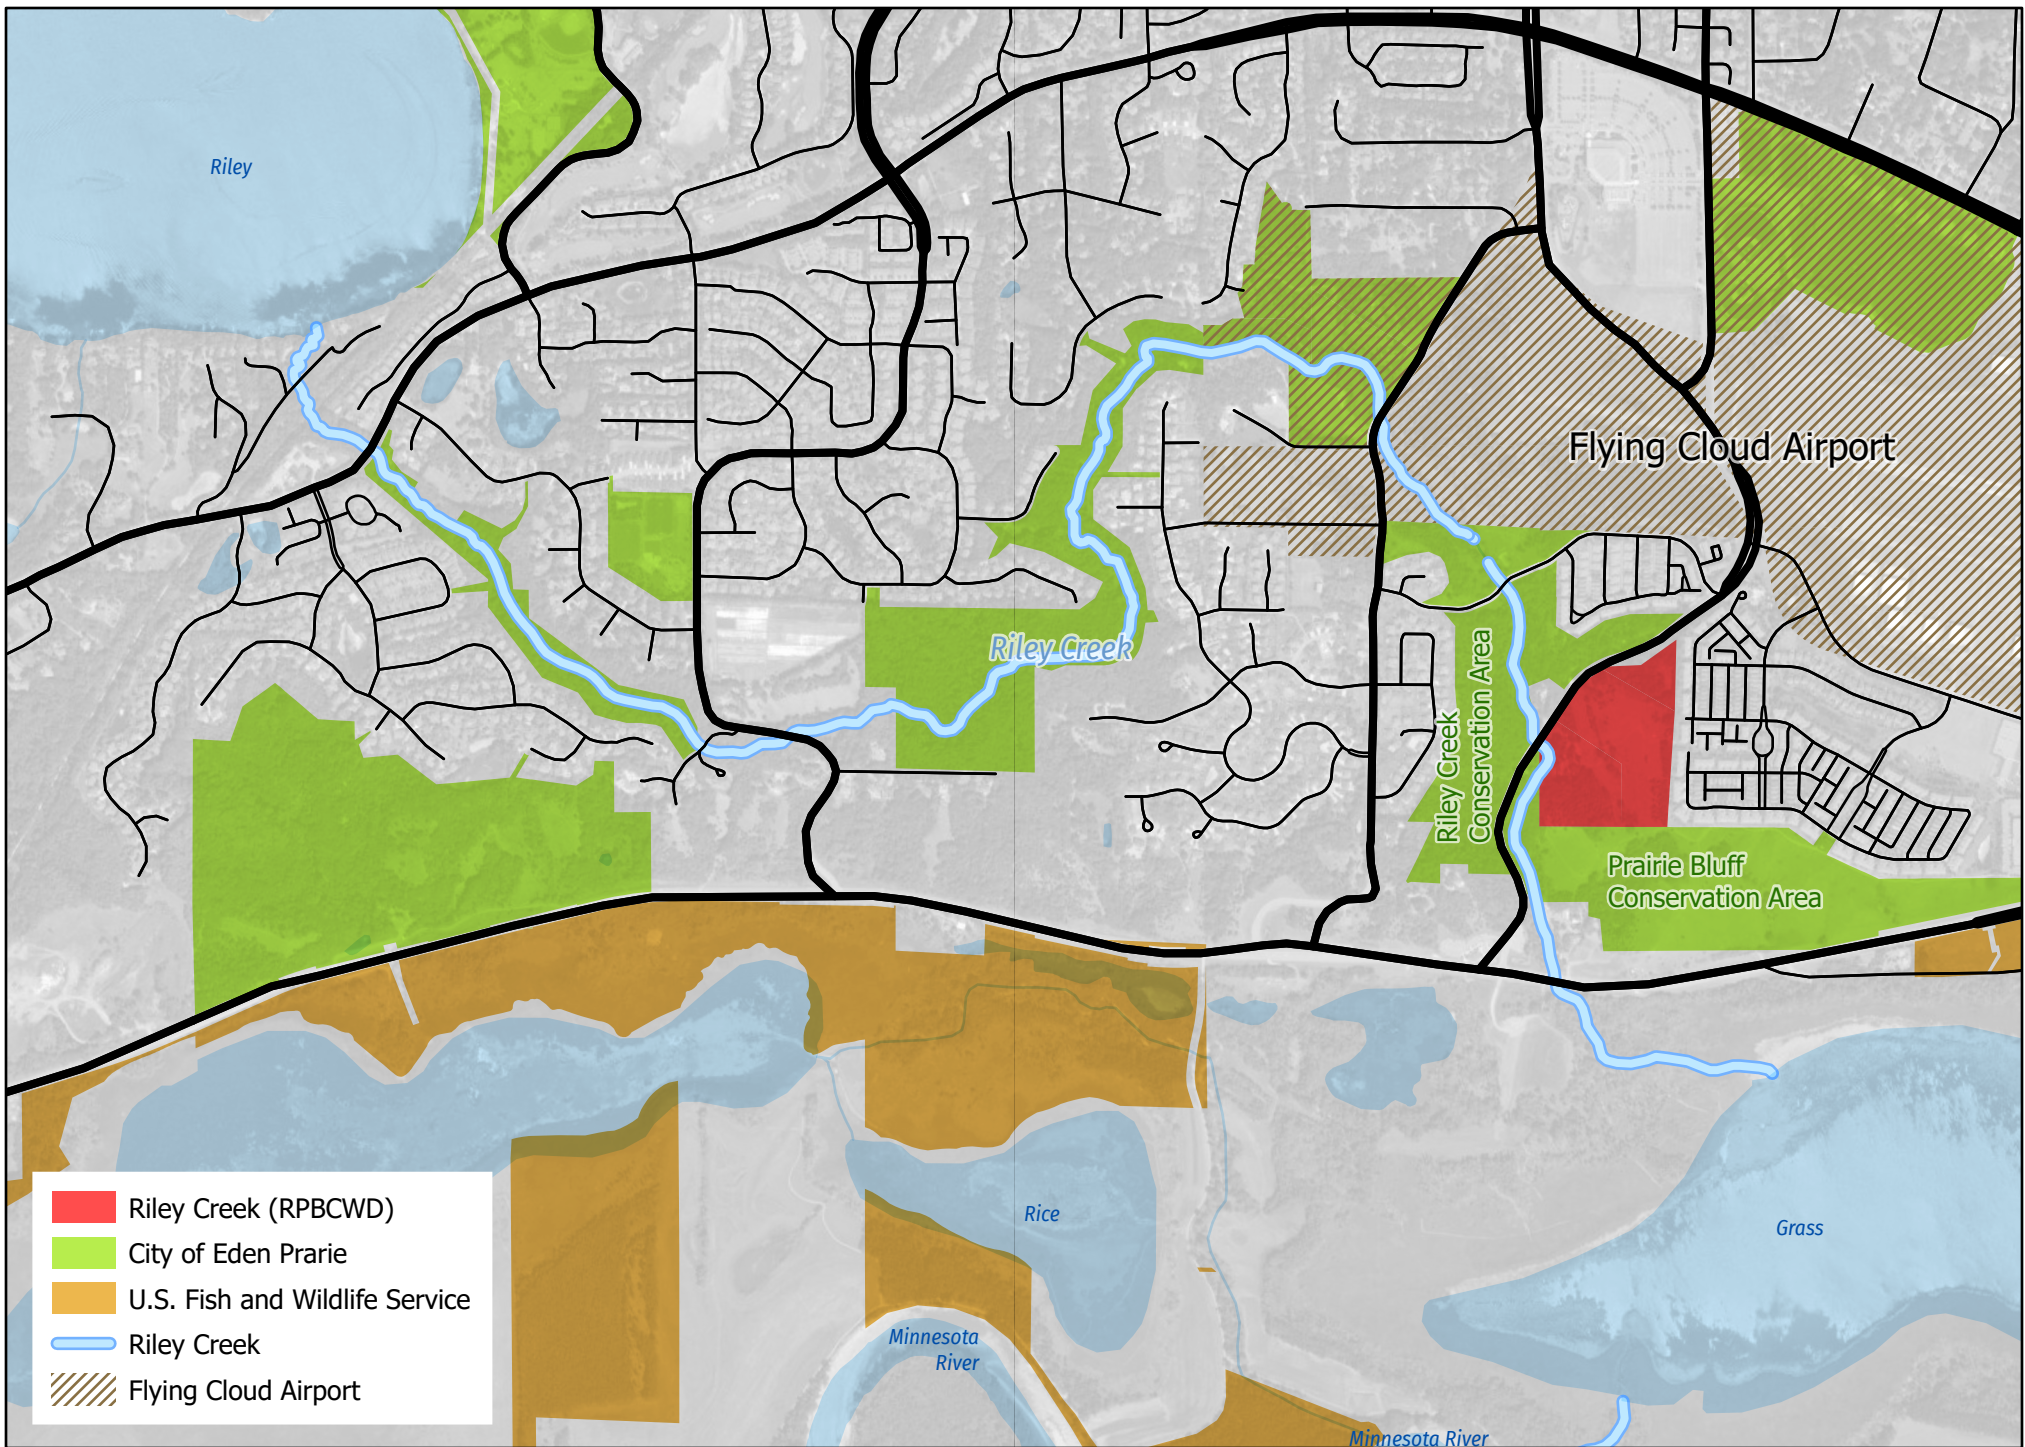 Riley
Flying Cloud Airport
Riley Creek
Riley Creek
Conservation Area
Prairie Bluff
Conservation Area
Rice
Grass
Minnesota
River
Minnesota River
Riley Creek (RPBCWD)
City of Eden Prarie
U.S. Fish and Wildlife Service
Riley Creek
Flying Cloud Airport